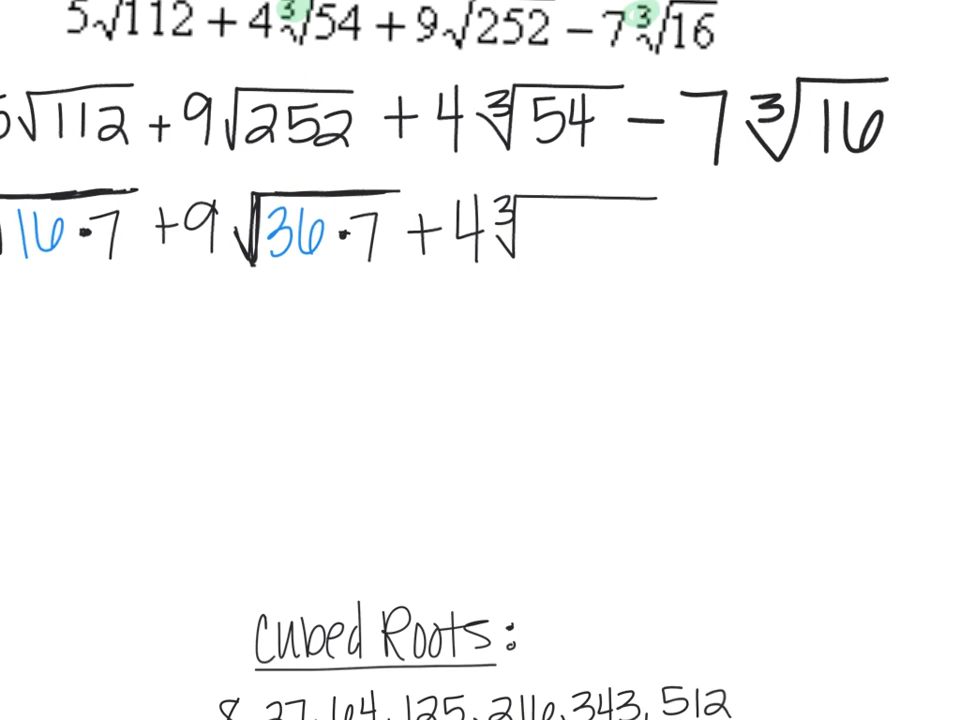 5√112 + 4∛54 + 9√252 − 7∛16
5√112 + 9√252 + 4∛54 − 7∛16
√16·7 + 9√36·7 + 4∛
Cubed Roots:
8, 27, 64, 125, 216, 343, 512